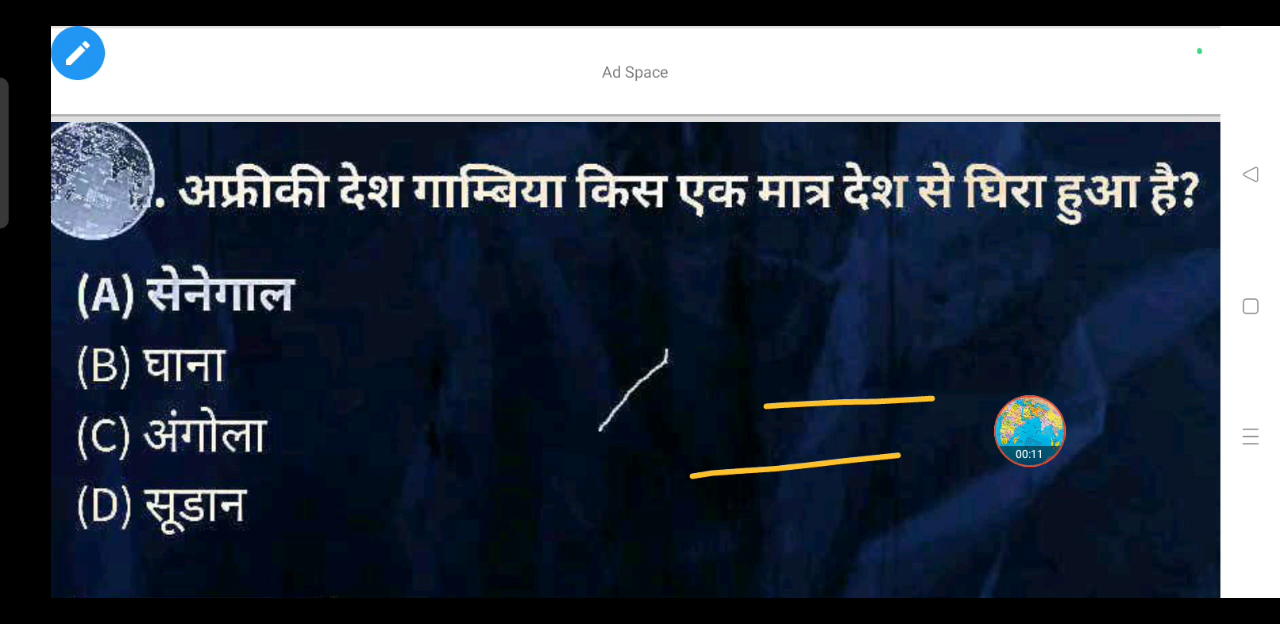 Ad Space
. अफ्रीकी देश गाम्बिया किस एक मात्र देश से घिरा हुआ है?
(A) सेनेगाल
(B) घाना
(C) अंगोला
(D) सूडान
00:11